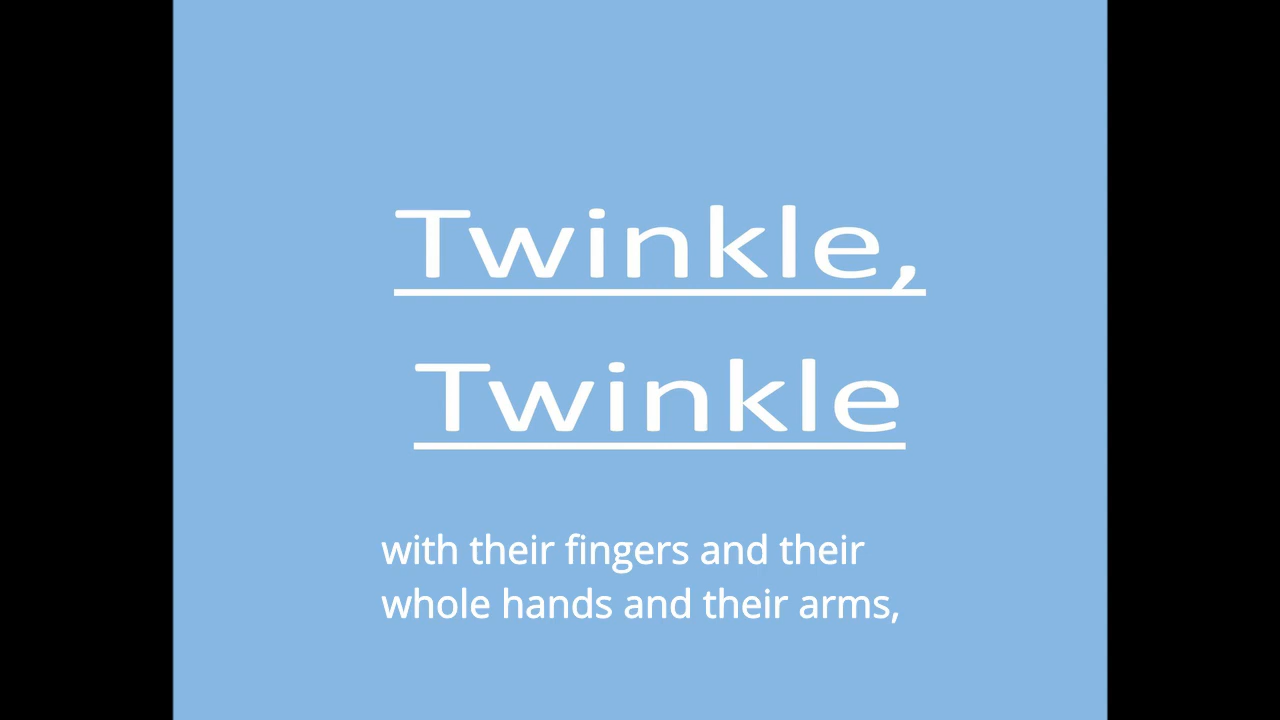 Twinkle,
Twinkle
with their fingers and their
whole hands and their arms,